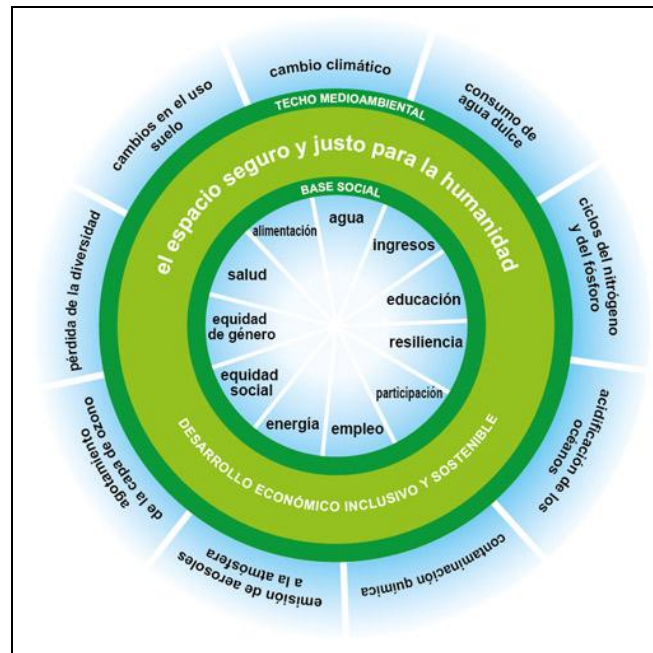 cambio climático
consumo de
agua dulce
ciclos del nitrógeno
y del fósforo
acidificación de los
océanos
contaminación química
emisión de aerosoles
a la atmósfera
agotamiento
de la capa de ozono
pérdida de la diversidad
cambios en el uso
suelo
TECHO MEDIOAMBIENTAL
el espacio seguro y justo para la humanidad
BASE SOCIAL
agua
ingresos
educación
resiliencia
participación
empleo
energía
equidad
social
equidad
de género
salud
alimentación
DESARROLLO ECONÓMICO INCLUSIVO Y SOSTENIBLE